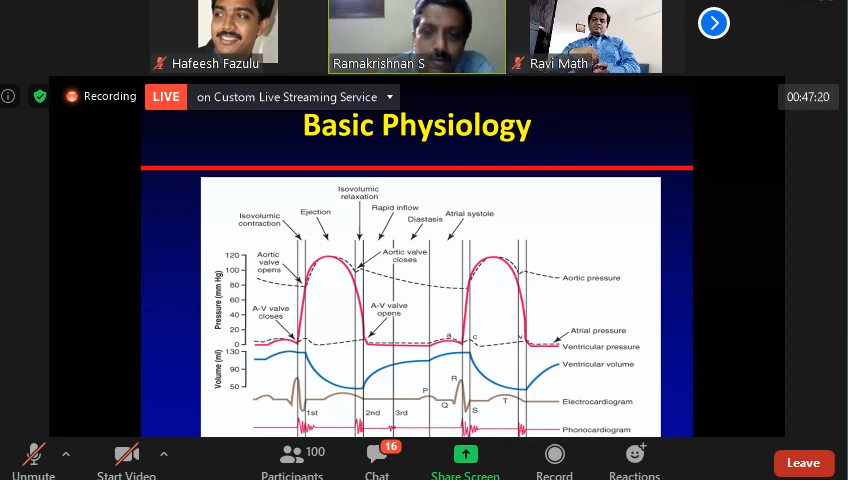 Hafeesh Fazulu
Ramakrishnan S
Ravi Math
Recording
LIVE
on Custom Live Streaming Service
00:47:20
Basic Physiology
Isovolumic
relaxation
Isovolumic
contraction
Ejection
Rapid inflow
Diastasis
Atrial systole
Aortic
valve
opens
Aortic valve
closes
A-V valve
closes
A-V valve
opens
Pressure (mm Hg)
120
100
80
60
40
20
0
Volume (ml)
130
90
50
a
c
v
Aortic pressure
Atrial pressure
Ventricular pressure
Ventricular volume
P
R
Q
S
T
Electrocardiogram
1st
2nd
3rd
Phonocardiogram
100
16
Unmute
Start Video
Participants
Chat
Share Screen
Record
Reactions
Leave